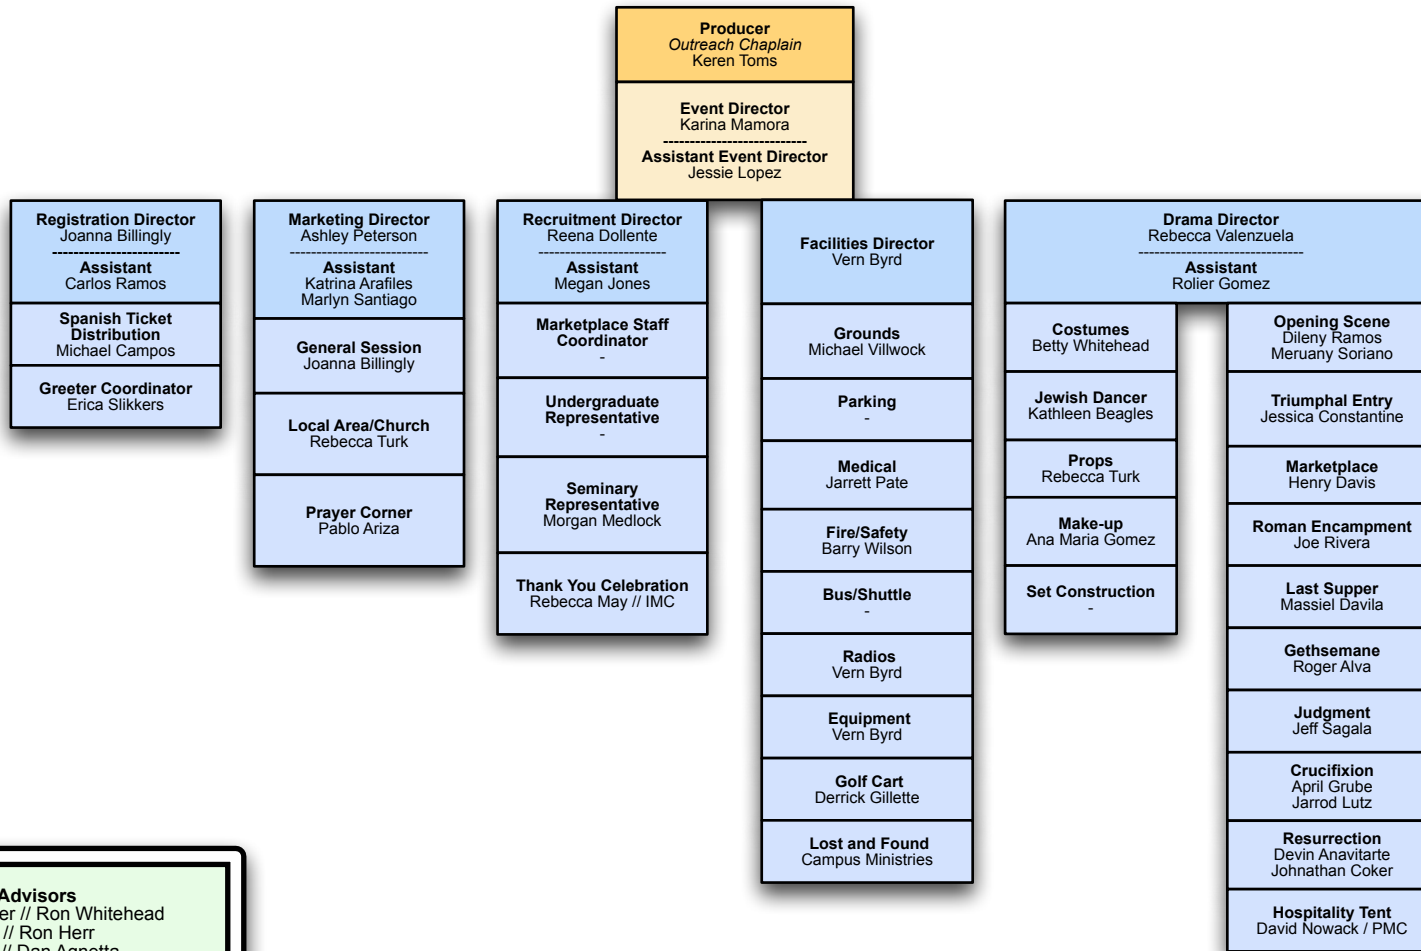 Producer
Outreach Chaplain
Keren Toms
Event Director
Karina Mamora
---------------------------
Assistant Event Director
Jessie Lopez
Registration Director
Joanna Billingly
------------------------
Assistant
Carlos Ramos
Spanish Ticket
Distribution
Michael Campos
Greeter Coordinator
Erica Slikkers
Marketing Director
Ashley Peterson
--------------------------
Assistant
Katrina Arafiles
Marlyn Santiago
General Session
Joanna Billingly
Local Area/Church
Rebecca Turk
Prayer Corner
Pablo Ariza
Recruitment Director
Reena Dollente
------------------------
Assistant
Megan Jones
Marketplace Staff
Coordinator
-
Undergraduate
Representative
-
Seminary
Representative
Morgan Medlock
Thank You Celebration
Rebecca May // IMC
Facilities Director
Vern Byrd
Grounds
Michael Villwock
Parking
-
Medical
Jarrett Pate
Fire/Safety
Barry Wilson
Bus/Shuttle
-
Radios
Vern Byrd
Equipment
Vern Byrd
Golf Cart
Derrick Gillette
Lost and Found
Campus Ministries
Drama Director
Rebecca Valenzuela
-------------------------------
Assistant
Rolier Gomez
Costumes
Betty Whitehead
Jewish Dancer
Kathleen Beagles
Props
Rebecca Turk
Make-up
Ana Maria Gomez
Set Construction
-
Opening Scene
Dileny Ramos
Meruany Soriano
Triumphal Entry
Jessica Constantine
Marketplace
Henry Davis
Roman Encampment
Joe Rivera
Last Supper
Massiel Davila
Gethsemane
Roger Alva
Judgment
Jeff Sagala
Crucifixion
April Grube
Jarrod Lutz
Resurrection
Devin Anavitarte
Johnathan Coker
Hospitality Tent
David Nowack / PMC
Advisors
er // Ron Whitehead
// Ron Herr
// Dan Agnetta